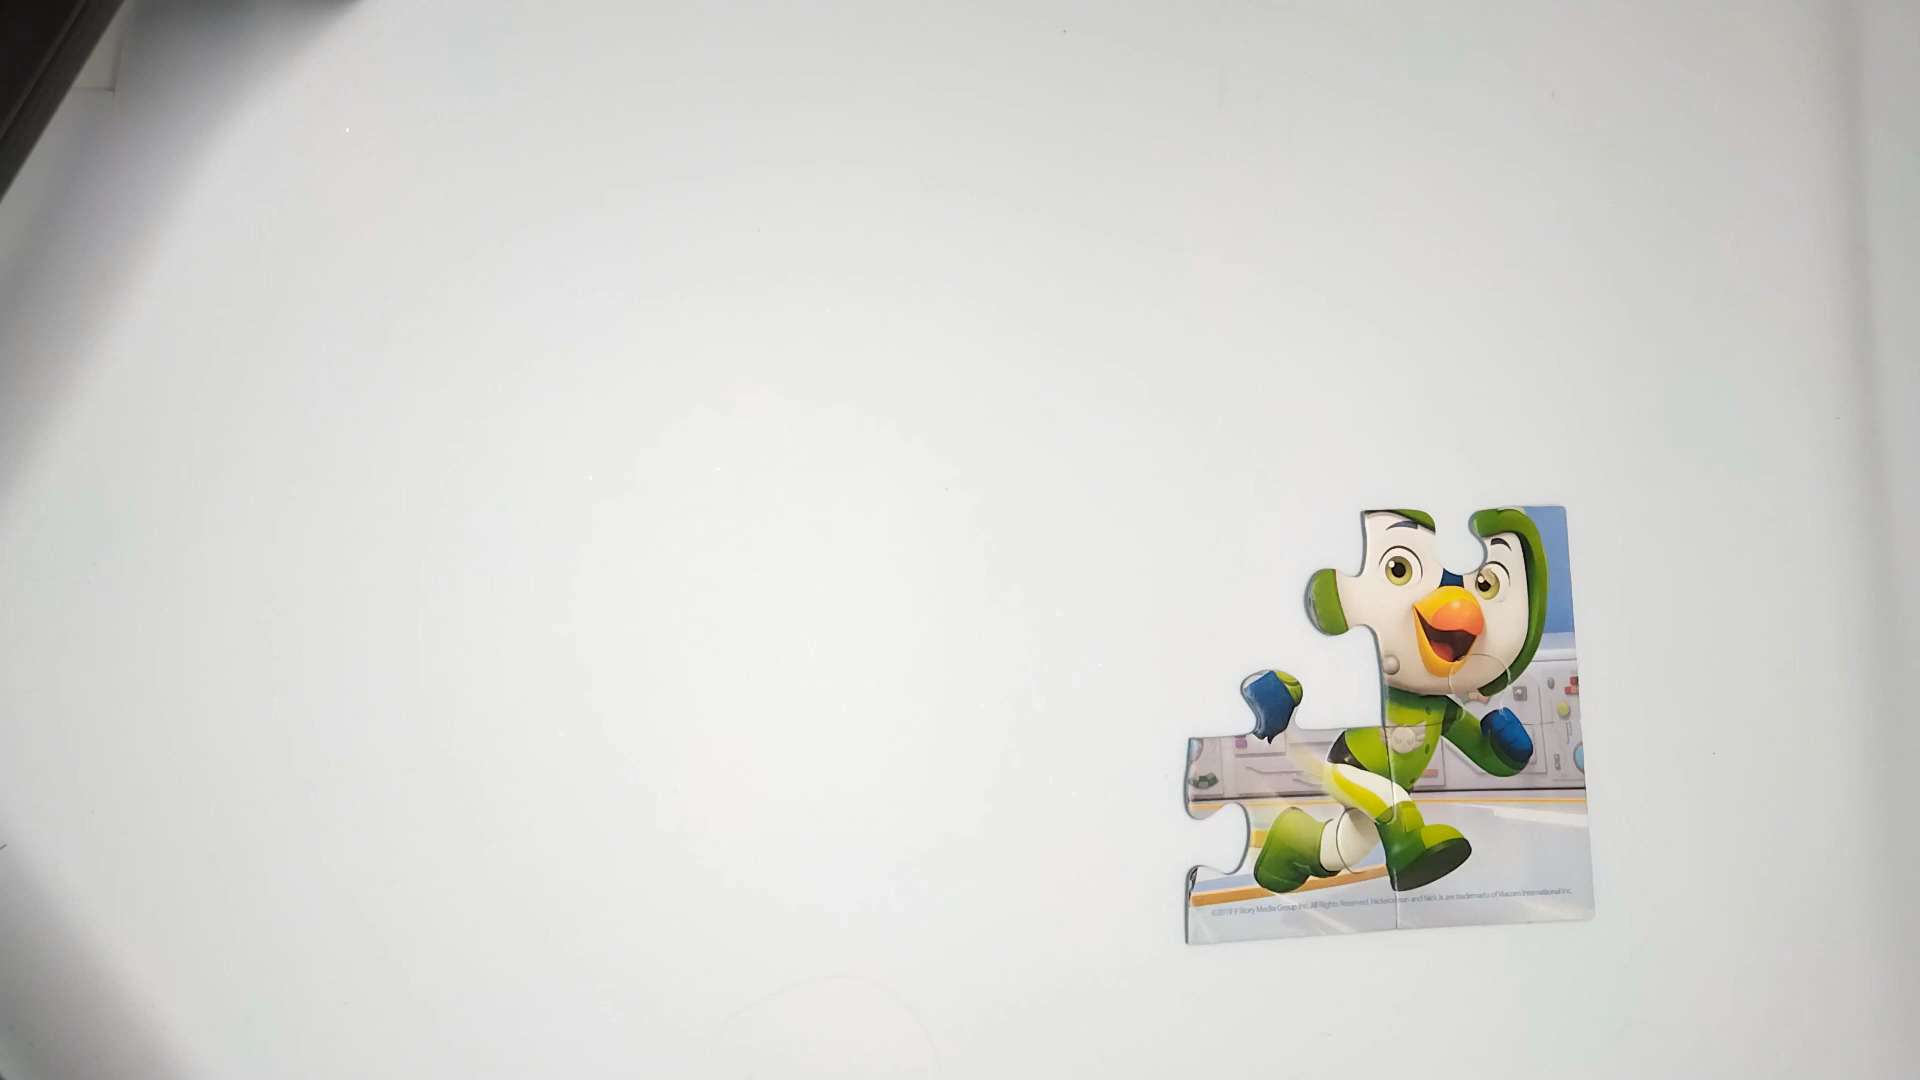 ©2019 9 Story Media Group Inc. All Rights Reserved. Nickelodeon and Nick Jr. are trademarks of Viacom International Inc.